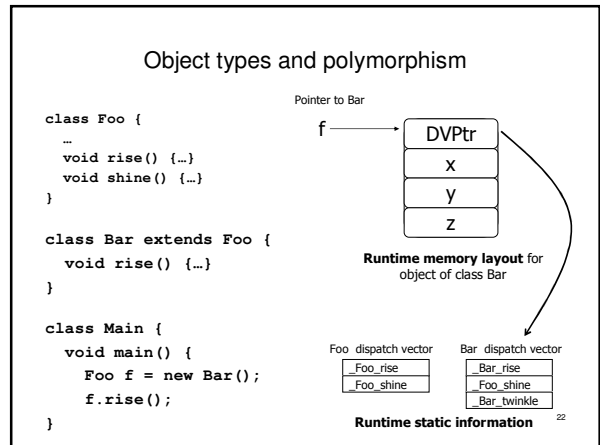 Object types and polymorphism
class Foo {
…
void rise() {…}
void shine() {…}
}
class Bar extends Foo {
void rise() {…}
}
class Main {
void main() {
Foo f = new Bar();
f.rise();
}
Pointer to Bar
f
DVPtr
x
y
z
Runtime memory layout for
object of class Bar
Foo dispatch vector
_Foo_rise
_Foo_shine
Bar dispatch vector
_Bar_rise
_Foo_shine
_Bar_twinkle
Runtime static information
22